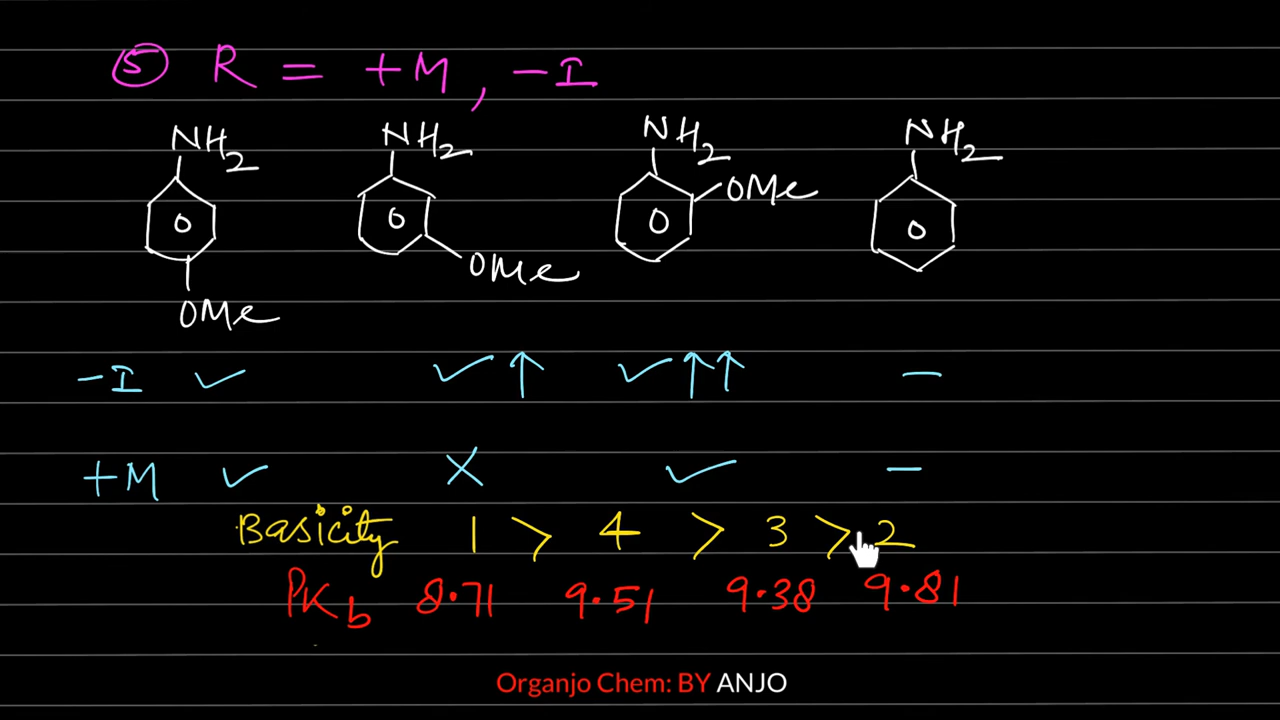 ⑤ R = +M, -I
NH2 NH2 NH2 NH2
OMe
OMe
OMe
-I ✓ ✓↑ ✓↑↑ –
+M ✓ × ✓ –
Basicity 1 > 4 > 3 > 2
PKb 8.71 9.51 9.38 9.81
Organjo Chem: BY ANJO